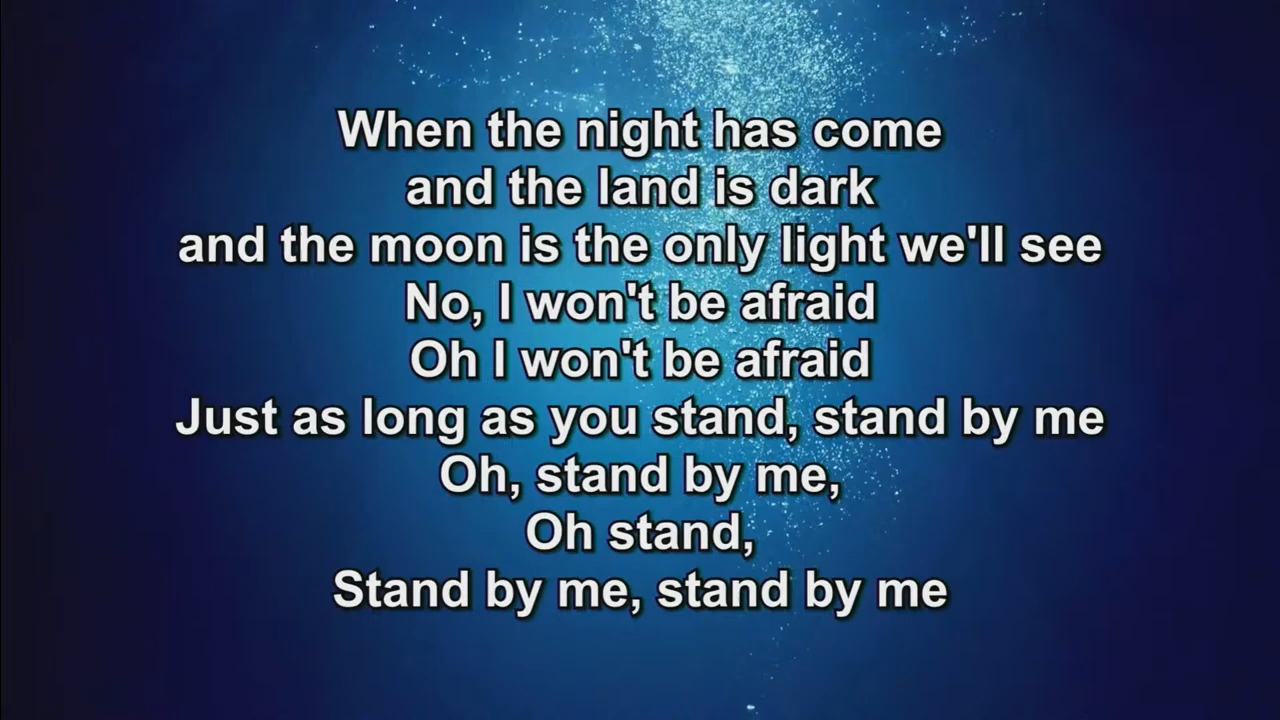 When the night has come
and the land is dark
and the moon is the only light we'll see
No, I won't be afraid
Oh I won't be afraid
Just as long as you stand, stand by me
Oh, stand by me,
Oh stand,
Stand by me, stand by me